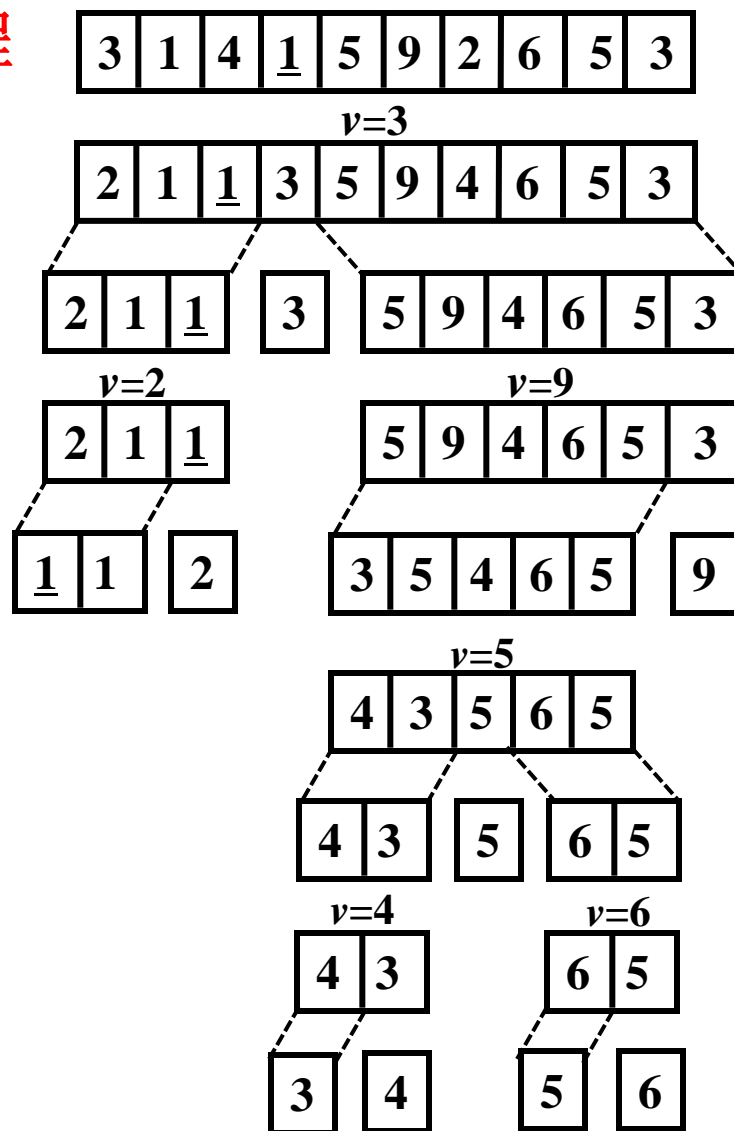 程
3 1 4 1 5 9 2 6 5 3
v=3
2 1 1 3 5 9 4 6 5 3
2 1 1 3 5 9 4 6 5 3
v=2 v=9
2 1 1 5 9 4 6 5 3
1 1 2 3 5 4 6 5 9
v=5
4 3 5 6 5
4 3 5 6 5
v=4 v=6
4 3 6 5
3 4 5 6